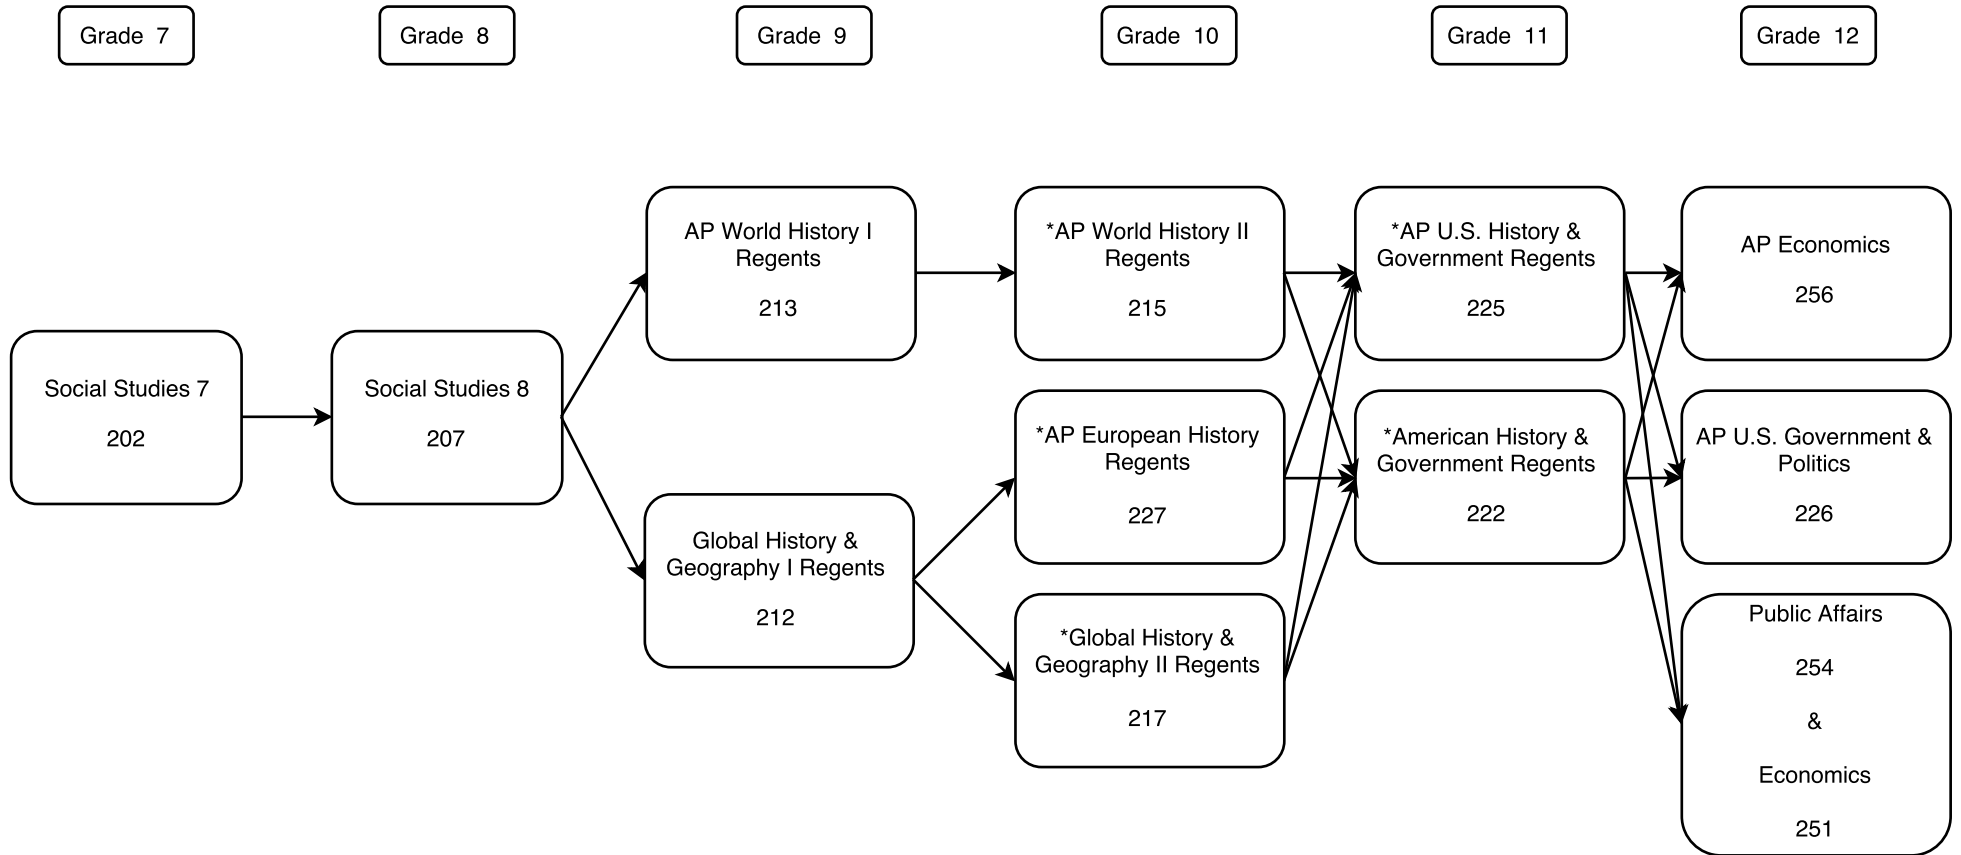 Grade 7
Grade 8
Grade 9
Grade 10
Grade 11
Grade 12
Social Studies 7
202
Social Studies 8
207
AP World History I
Regents
213
Global History &
Geography I Regents
212
*AP World History II
Regents
215
*AP European History
Regents
227
*Global History &
Geography II Regents
217
*AP U.S. History &
Government Regents
225
*American History &
Government Regents
222
AP Economics
256
AP U.S. Government &
Politics
226
Public Affairs
254
&
Economics
251